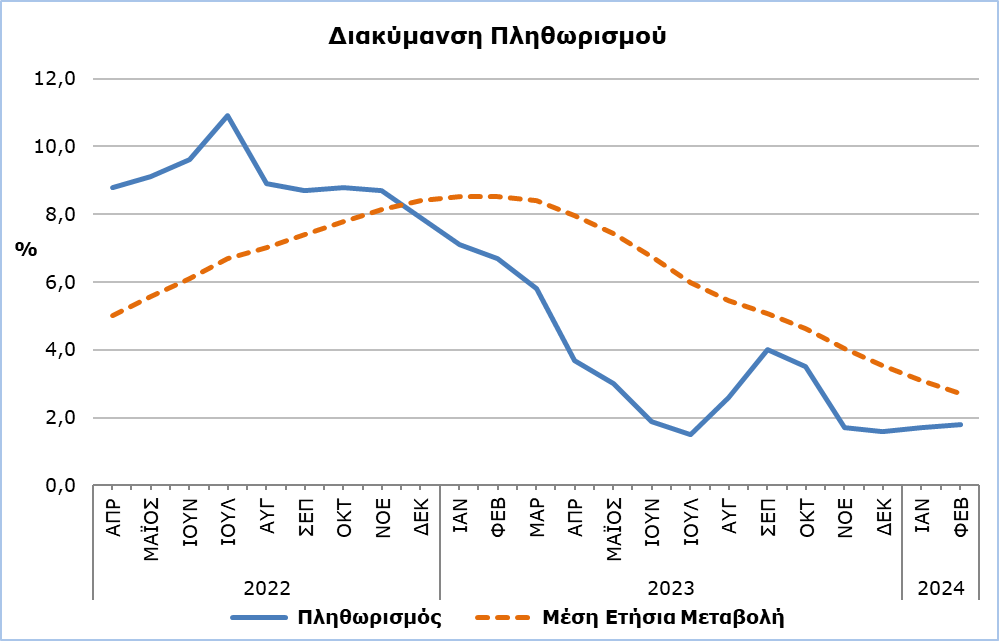 Διακύμανση Πληθωρισμού
12,0
10,0
8,0
%
6,0
4,0
2,0
0,0
ΑΠΡ ΜΑΪΟΣ ΙΟΥΝ ΙΟΥΛ ΑΥΓ ΣΕΠ ΟΚΤ ΝΟΕ ΔΕΚ ΙΑΝ ΦΕΒ ΜΑΡ ΑΠΡ ΜΑΪΟΣ ΙΟΥΝ ΙΟΥΛ ΑΥΓ ΣΕΠ ΟΚΤ ΝΟΕ ΔΕΚ ΙΑΝ ΦΕΒ
2022 2023 2024
Πληθωρισμός Μέση Ετήσια Μεταβολή